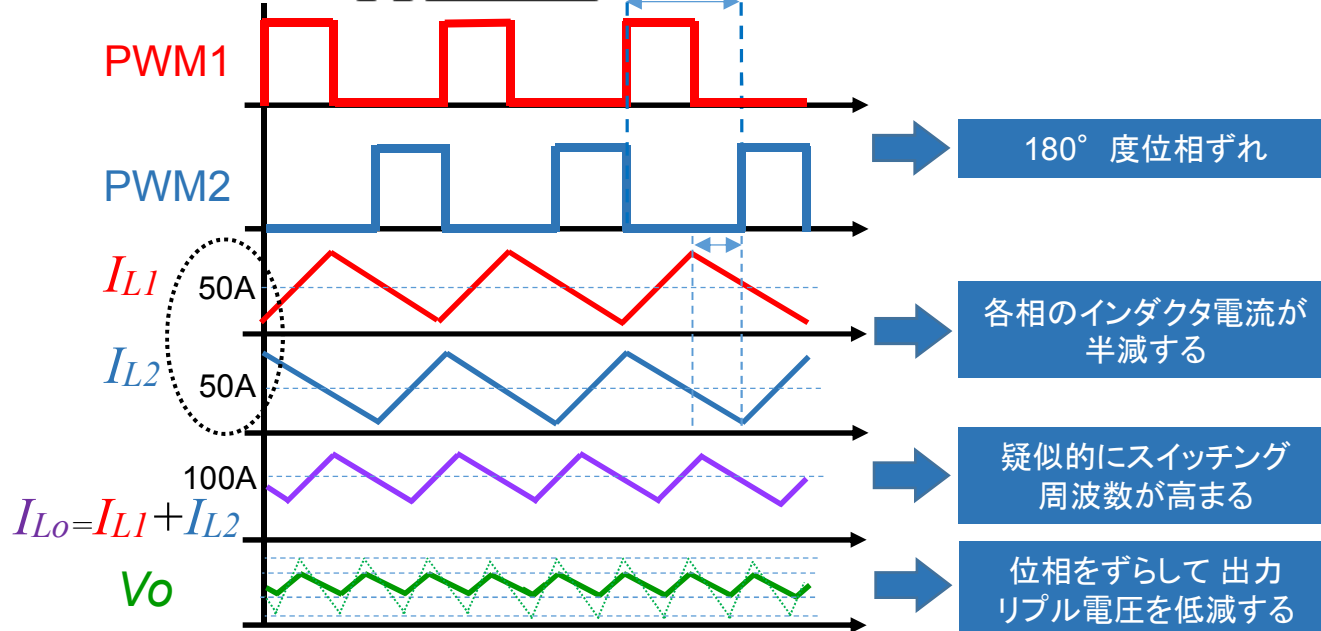 PWM1
180° 度位相ずれ
PWM2
IL1
50A
各相のインダクタ電流が
半減する
IL2
50A
100A
疑似的にスイッチング
周波数が高まる
ILo=IL1+IL2
Vo
位相をずらして 出力
リプル電圧を低減する